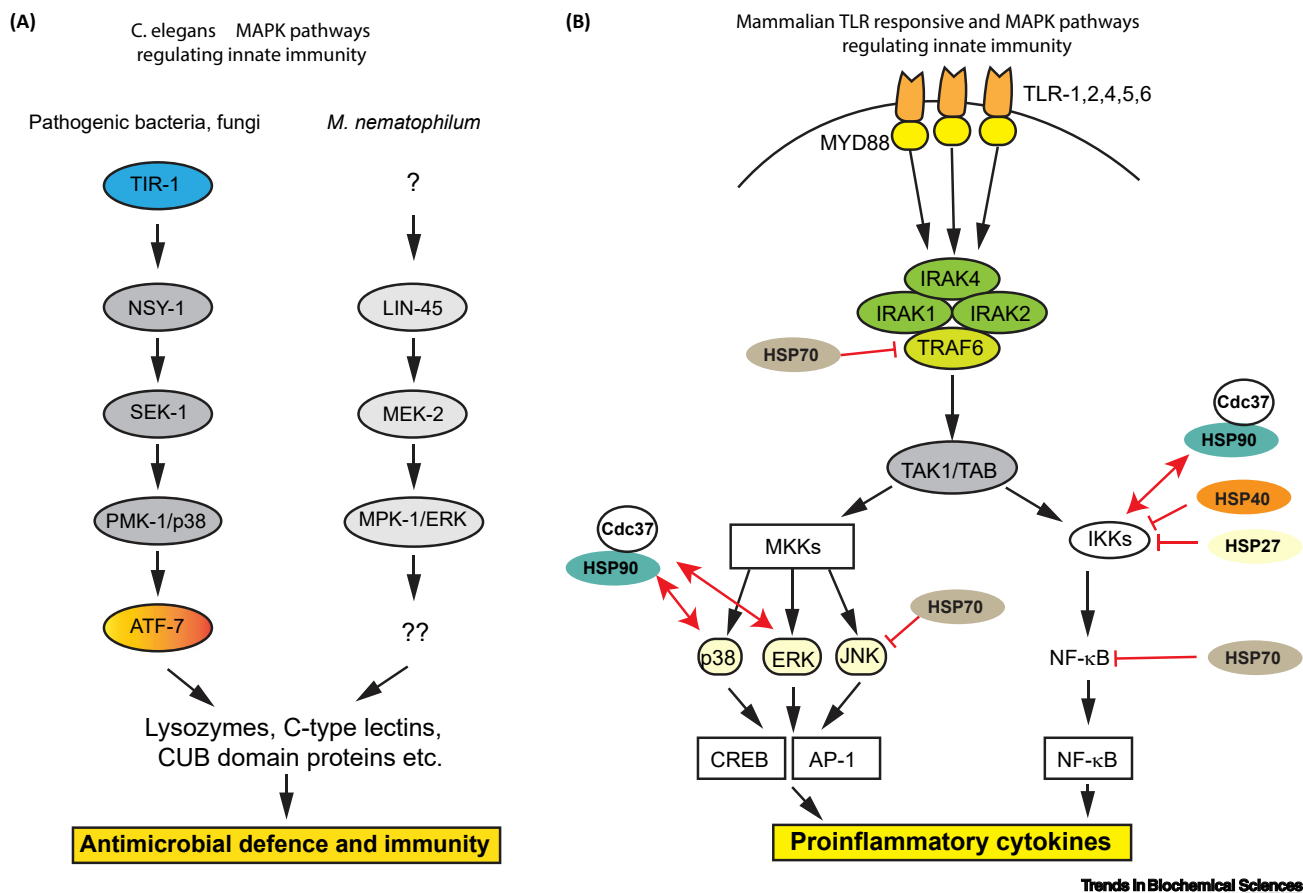 (A)
C. elegans MAPK pathways
regulating innate immunity
Pathogenic bacteria, fungi
M. nematophilum
TIR-1
?
NSY-1
LIN-45
SEK-1
MEK-2
PMK-1/p38
MPK-1/ERK
ATF-7
??
Lysozymes, C-type lectins,
CUB domain proteins etc.
Antimicrobial defence and immunity
(B)
Mammalian TLR responsive and MAPK pathways
regulating innate immunity
TLR-1,2,4,5,6
MYD88
IRAK4
IRAK1
IRAK2
TRAF6
HSP70
Cdc37
HSP90
TAK1/TAB
HSP40
IKKs
HSP27
MKKs
Cdc37
HSP90
HSP70
p38
ERK
JNK
NF-κB
HSP70
CREB
AP-1
NF-κB
Proinflammatory cytokines
Trends in Biochemical Sciences